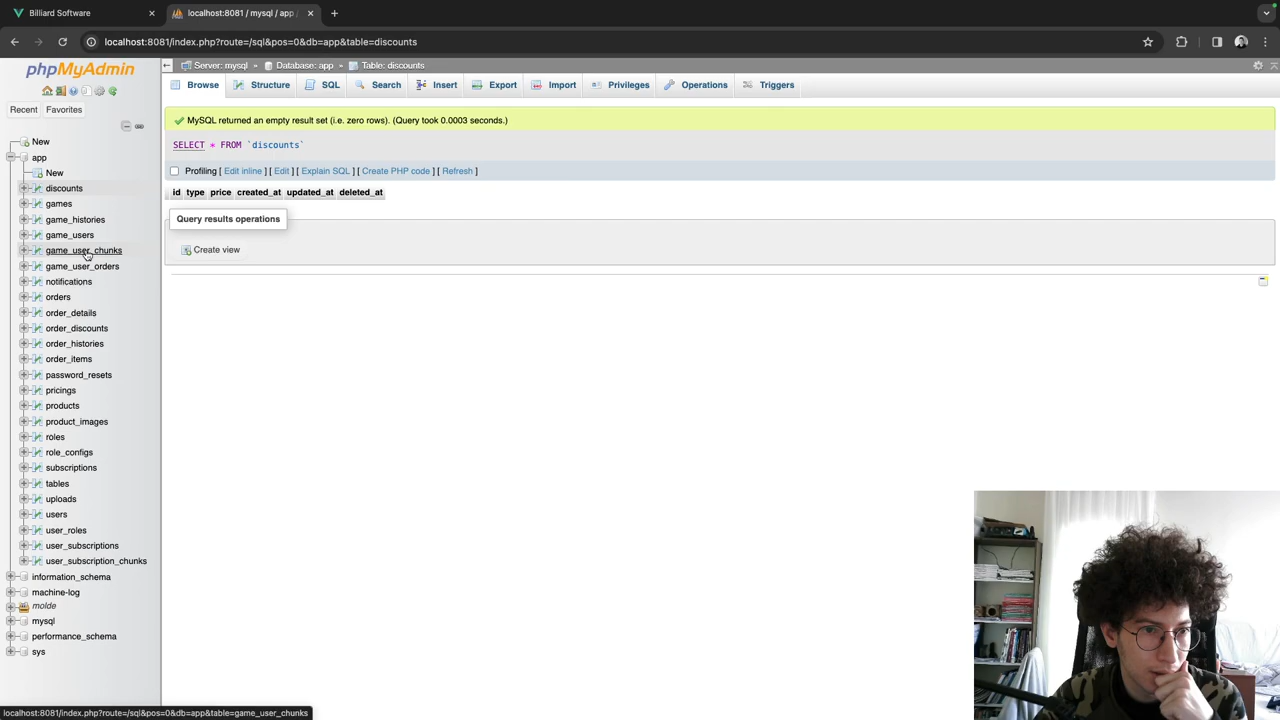 Billiard Software
localhost:8081 / mysql / app /
localhost:8081/index.php?route=/sql&pos=0&db=app&table=discounts
phpMyAdmin
Recent
Favorites
New
app
New
discounts
games
game_histories
game_users
game_user_chunks
game_user_orders
notifications
orders
order_details
order_discounts
order_histories
order_items
password_resets
pricings
products
product_images
roles
role_configs
subscriptions
tables
uploads
users
user_roles
user_subscriptions
user_subscription_chunks
information_schema
machine-log
molde
mysql
performance_schema
sys
Server: mysql » Database: app » Table: discounts
Browse Structure SQL Search Insert Export Import Privileges Operations Triggers
MySQL returned an empty result set (i.e. zero rows). (Query took 0.0003 seconds.)
SELECT * FROM `discounts`
Profiling [ Edit inline ] [ Edit ] [ Explain SQL ] [ Create PHP code ] [ Refresh ]
id type price created_at updated_at deleted_at
Query results operations
Create view
localhost:8081/index.php?route=/sql&pos=0&db=app&table=game_user_chunks